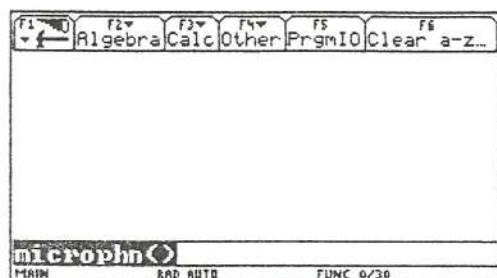 F1 F2 F3 F4 F5 F6
Algebra Calc Other PrgmIO Clear a-z…
microphn()
MAIN RAD AUTO FUNC 0/30